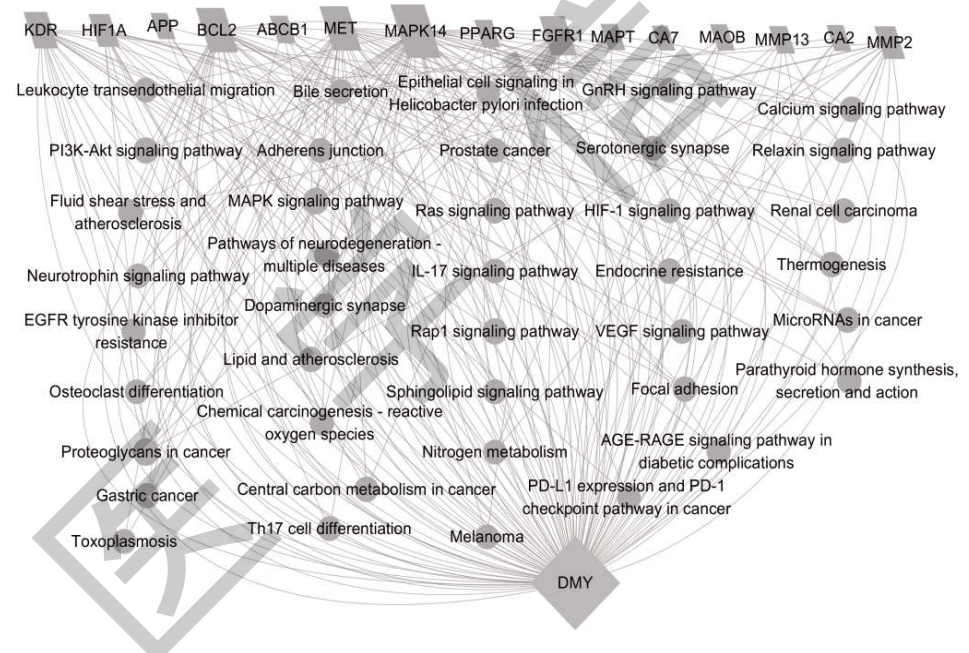 KDR HIF1A APP BCL2 ABCB1 MET MAPK14 PPARG FGFR1 MAPT CA7 MAOB MMP13 CA2 MMP2
Leukocyte transendothelial migration
Bile secretion
Epithelial cell signaling in
Helicobacter pylori infection
GnRH signaling pathway
Calcium signaling pathway
PI3K-Akt signaling pathway
Adherens junction
Prostate cancer
Serotonergic synapse
Relaxin signaling pathway
Fluid shear stress and
atherosclerosis
MAPK signaling pathway
Ras signaling pathway
HIF-1 signaling pathway
Renal cell carcinoma
Pathways of neurodegeneration -
multiple diseases
Neurotrophin signaling pathway
IL-17 signaling pathway
Endocrine resistance
Thermogenesis
Dopaminergic synapse
EGFR tyrosine kinase inhibitor
resistance
Rap1 signaling pathway
VEGF signaling pathway
MicroRNAs in cancer
Lipid and atherosclerosis
Parathyroid hormone synthesis,
secretion and action
Osteoclast differentiation
Sphingolipid signaling pathway
Focal adhesion
Chemical carcinogenesis - reactive
oxygen species
Proteoglycans in cancer
Nitrogen metabolism
AGE-RAGE signaling pathway in
diabetic complications
Gastric cancer
Central carbon metabolism in cancer
PD-L1 expression and PD-1
checkpoint pathway in cancer
Toxoplasmosis
Th17 cell differentiation
Melanoma
DMY